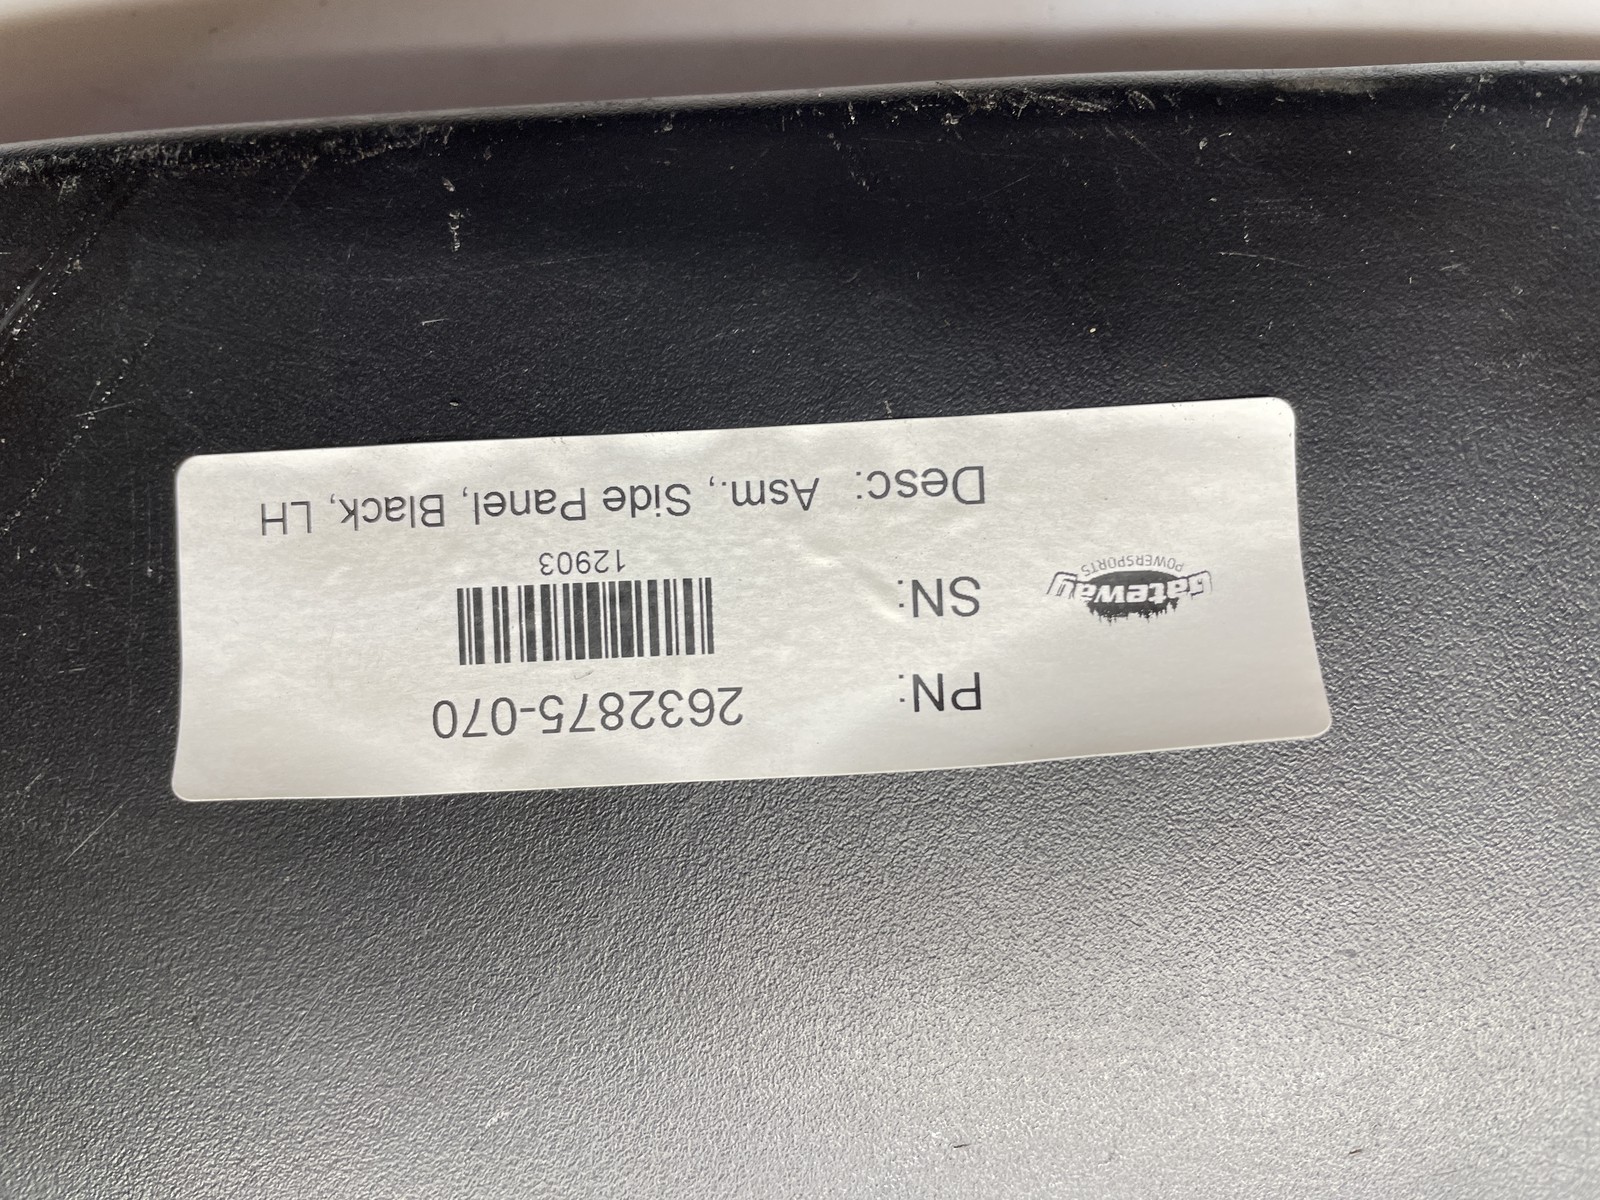 PN: 2632875-070
Gateway
POWERSPORTS
SN:
12903
Desc: Asm., Side Panel, Black, LH